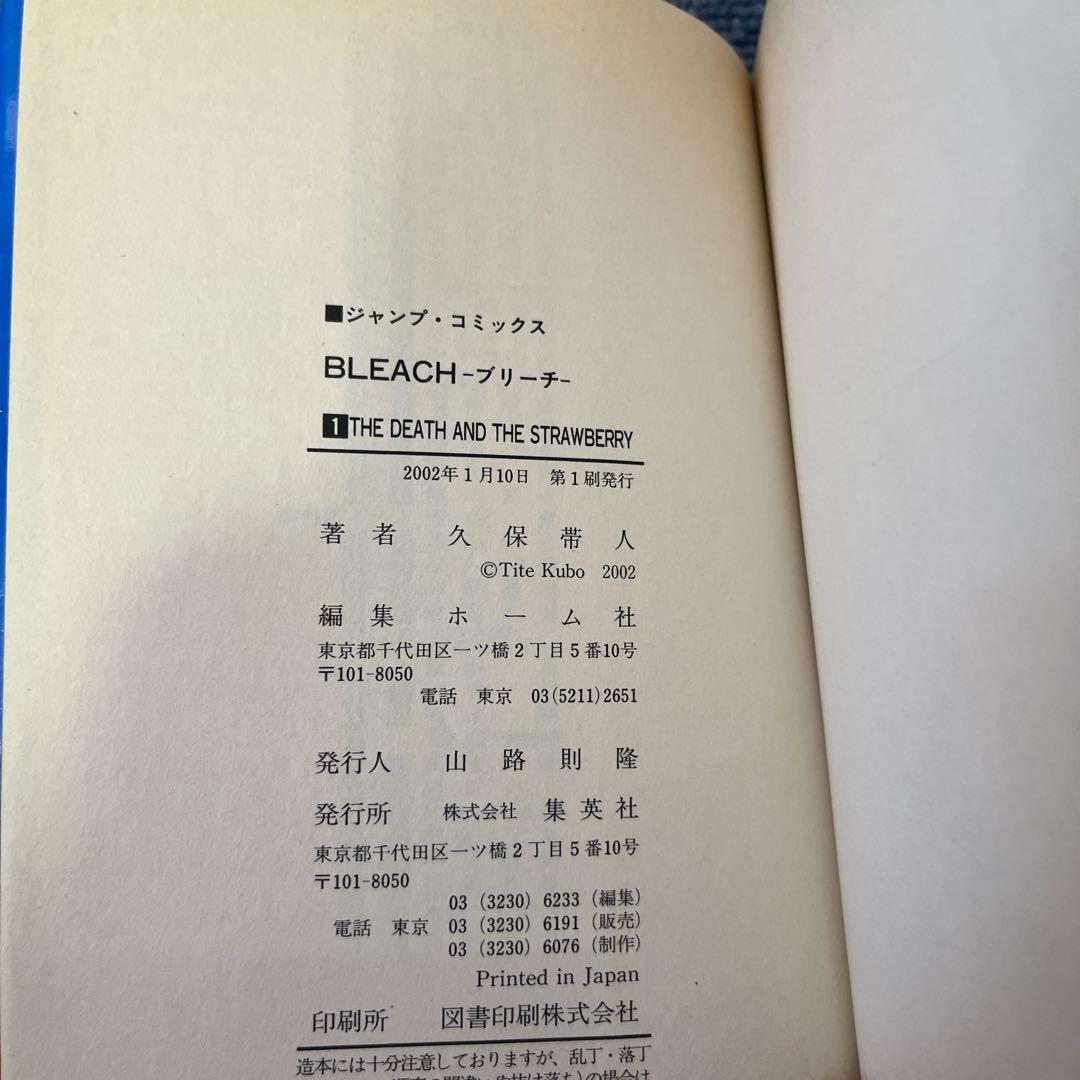 ■ジャンプ・コミックス
BLEACH-ブリーチ-
1 THE DEATH AND THE STRAWBERRY
2002年1月10日 第1刷発行
著者 久保帯人
©Tite Kubo 2002
編集 ホーム社
東京都千代田区一ツ橋2丁目5番10号
〒101-8050
電話 東京 03(5211)2651
発行人 山路則隆
発行所 株式会社 集英社
東京都千代田区一ツ橋2丁目5番10号
〒101-8050
03 (3230) 6233 (編集)
電話 東京 03 (3230) 6191 (販売)
03 (3230) 6076 (制作)
Printed in Japan
印刷所 図書印刷株式会社
造本には十分注意しておりますが、乱丁・落丁
の場合は